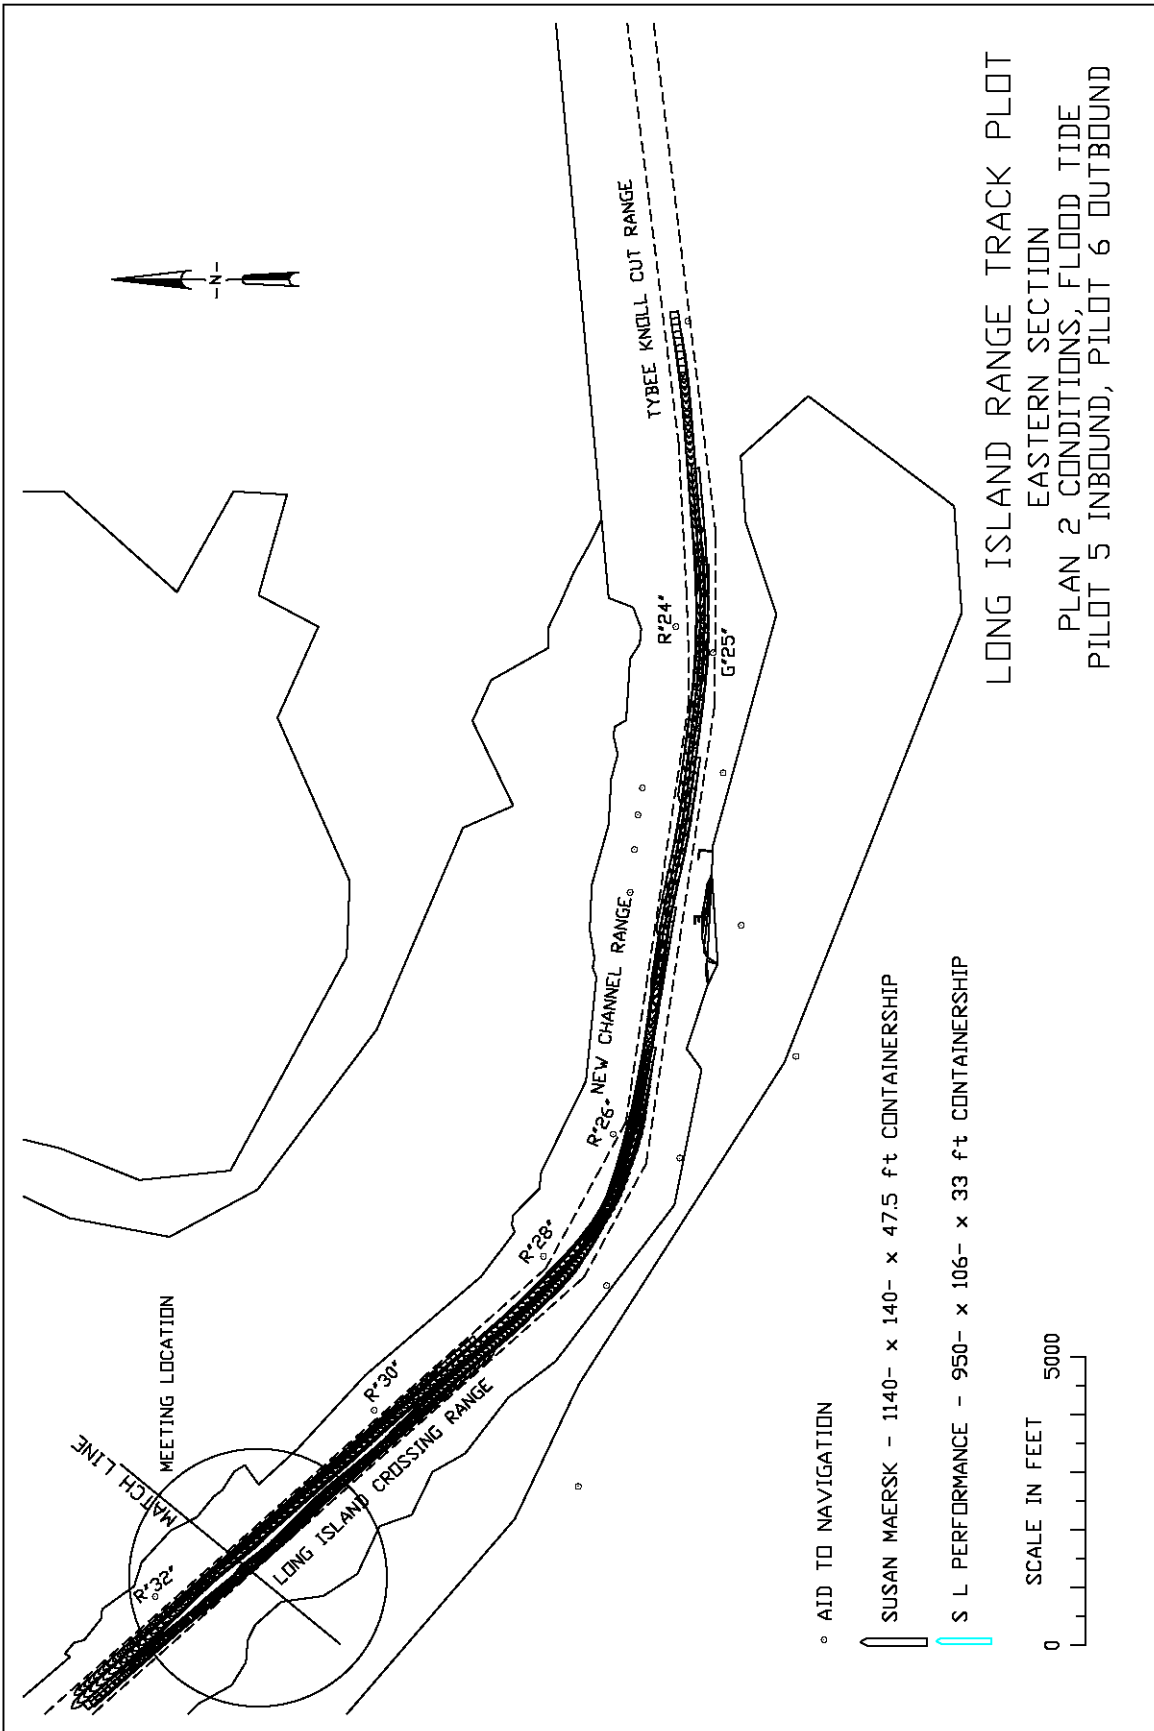 LONG ISLAND RANGE TRACK PLOT
EASTERN SECTION
PLAN 2 CONDITIONS, FLOOD TIDE
PILOT 5 INBOUND, PILOT 6 OUTBOUND
-N-
MATCH LINE
MEETING LOCATION
R"32"
R"30"
R"28"
R"26"
R"24"
G"25"
LONG ISLAND CROSSING RANGE
NEW CHANNEL RANGE
TYBEE KNOLL CUT RANGE
AID TO NAVIGATION
SUSAN MAERSK - 1140- x 140- x 47.5 ft CONTAINERSHIP
S L PERFORMANCE - 950- x 106- x 33 ft CONTAINERSHIP
SCALE IN FEET
0 5000